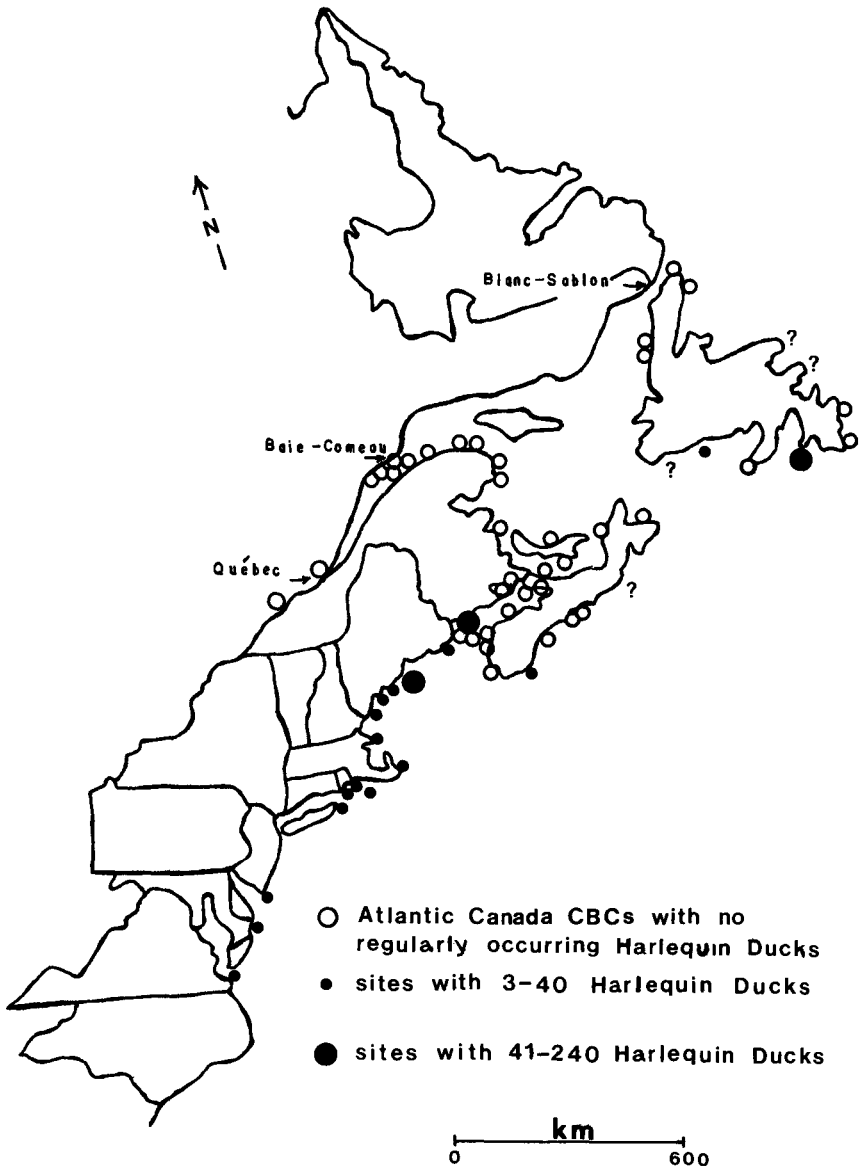 N
Blanc-Sablon
?
?
Baie-Comeau
?
Québec
?
Atlantic Canada CBCs with no
regularly occurring Harlequin Ducks
sites with 3-40 Harlequin Ducks
sites with 41-240 Harlequin Ducks
km
0 600